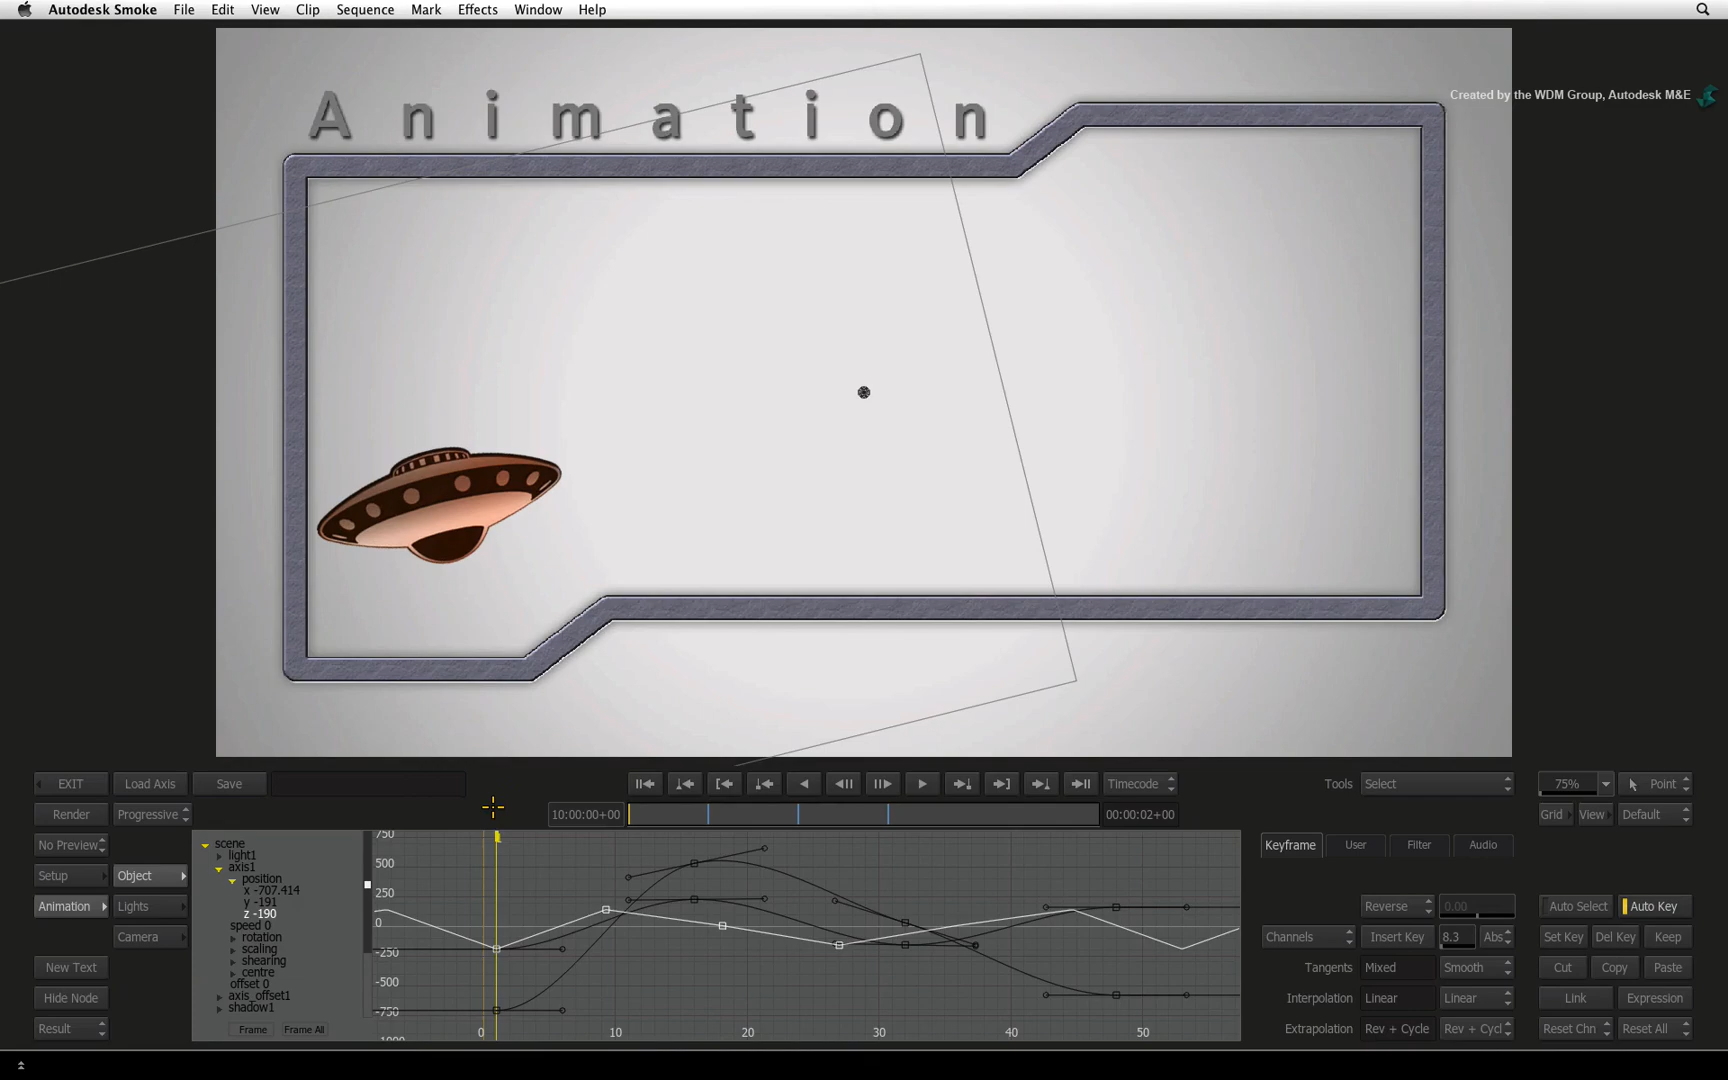 Autodesk Smoke File Edit View Clip Sequence Mark Effects Window Help
Created by the WDM Group, Autodesk M&E
Animation
EXIT Load Axis Save Timecode Tools Select 75% Point
Render Progressive 10:00:00+00 00:00:02+00 Grid View Default
No Preview Keyframe User Filter Audio
Setup Object
Animation Lights Reverse 0.00 Auto Select Auto Key
Camera Channels Insert Key 8.3 Abs Set Key Del Key Keep
New Text Tangents Mixed Smooth Cut Copy Paste
Hide Node Interpolation Linear Linear Link Expression
Result Extrapolation Rev + Cycle Rev + Cycl Reset Chn Reset All
scene
light1
axis1
position
x -707.414
y -191
z -190
speed 0
rotation
scaling
shearing
centre
offset 0
axis_offset1
shadow1
Frame Frame All
750
500
250
0
-250
-500
-750
0 10 20 30 40 50